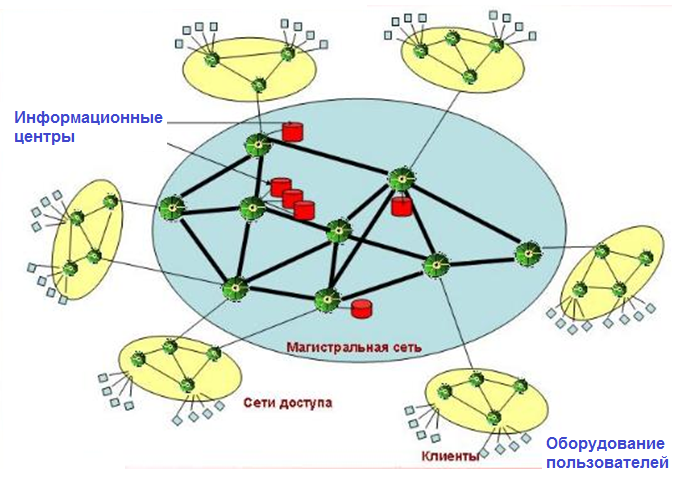 Информационные
центры
Магистральная сеть
Сети доступа
Клиенты
Оборудование
пользователей